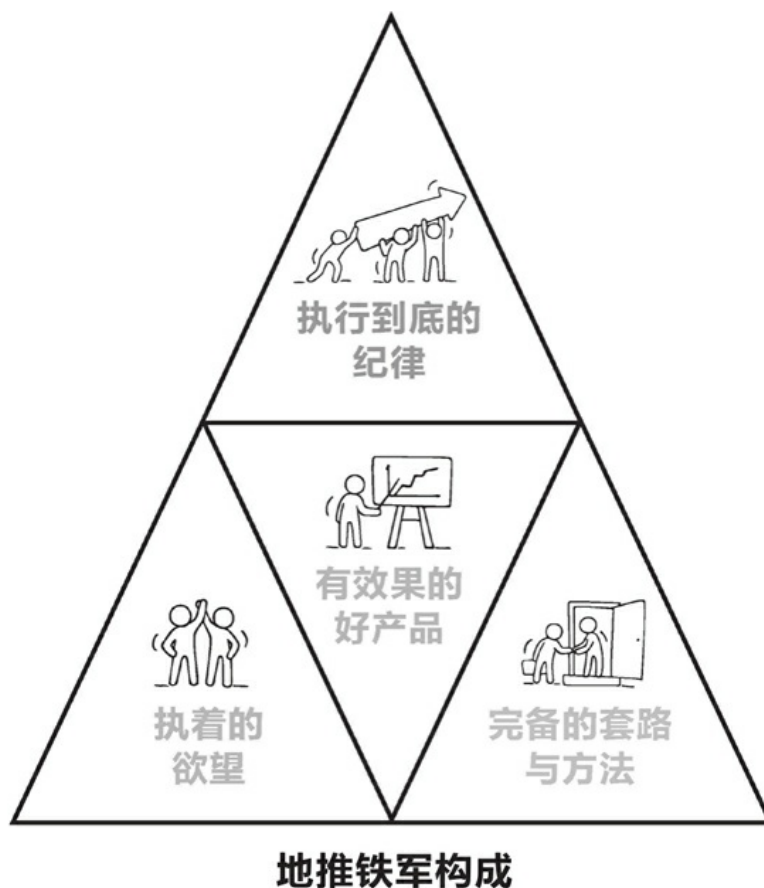 执行到底的
纪律
有效果的
好产品
执着的
欲望
完备的套路
与方法
地推铁军构成